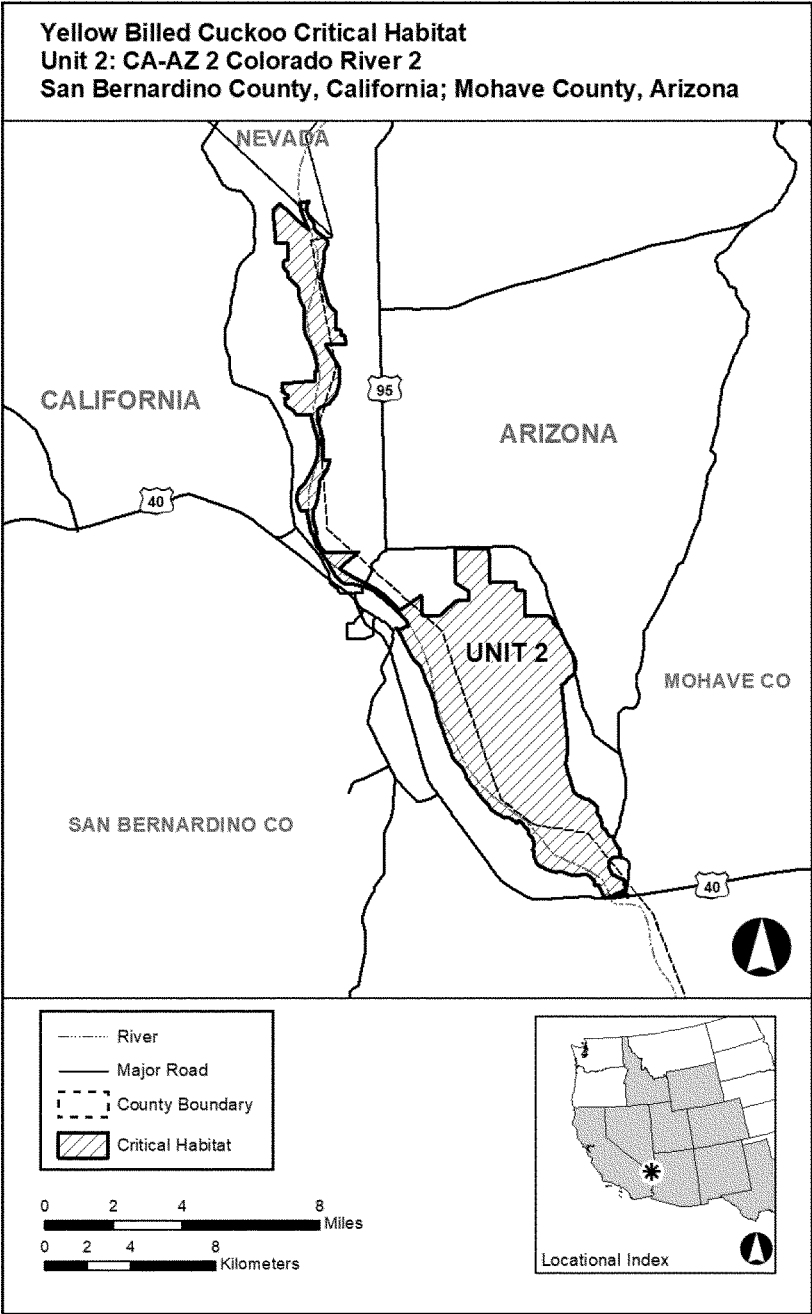 Yellow Billed Cuckoo Critical Habitat
Unit 2: CA-AZ 2 Colorado River 2
San Bernardino County, California; Mohave County, Arizona
NEVADA
CALIFORNIA
95
ARIZONA
40
UNIT 2
MOHAVE CO
SAN BERNARDINO CO
40
River
Major Road
County Boundary
Critical Habitat
0 2 4 8
Miles
0 2 4 8
Kilometers
Locational Index